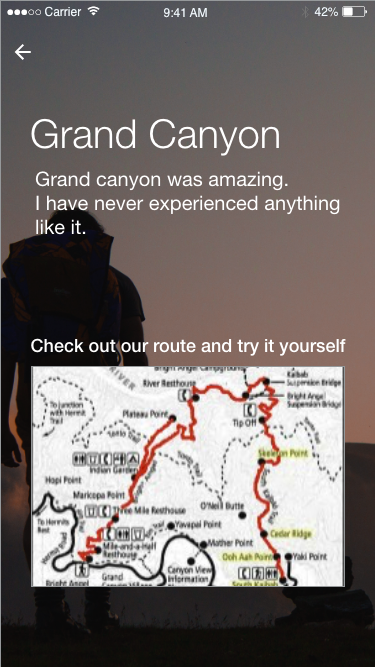 Carrier 9:41 AM 42%
Grand Canyon
Grand canyon was amazing.
I have never experienced anything
like it.
Check out our route and try it yourself
RIVER
Bright Angel Campground
Kaibab
Suspension Bridge
River Resthouse
Bright Angel
Suspension Bridge
To Junction
with Hermit
Trail
Plateau Point
Tip Off
Tonto Trail
Skeleton Point
Indian Garden
Hopi Point
Maricopa Point
Three Mile Resthouse
O'Neill Butte
To Hermits
Rest
Yavapai Point
Cedar Ridge
Mile-and-a-Half
Resthouse
Mather Point
Ooh Aah Point
Yaki Point
Canyon View
Information
Bright Angel
Grand
South Kaibab